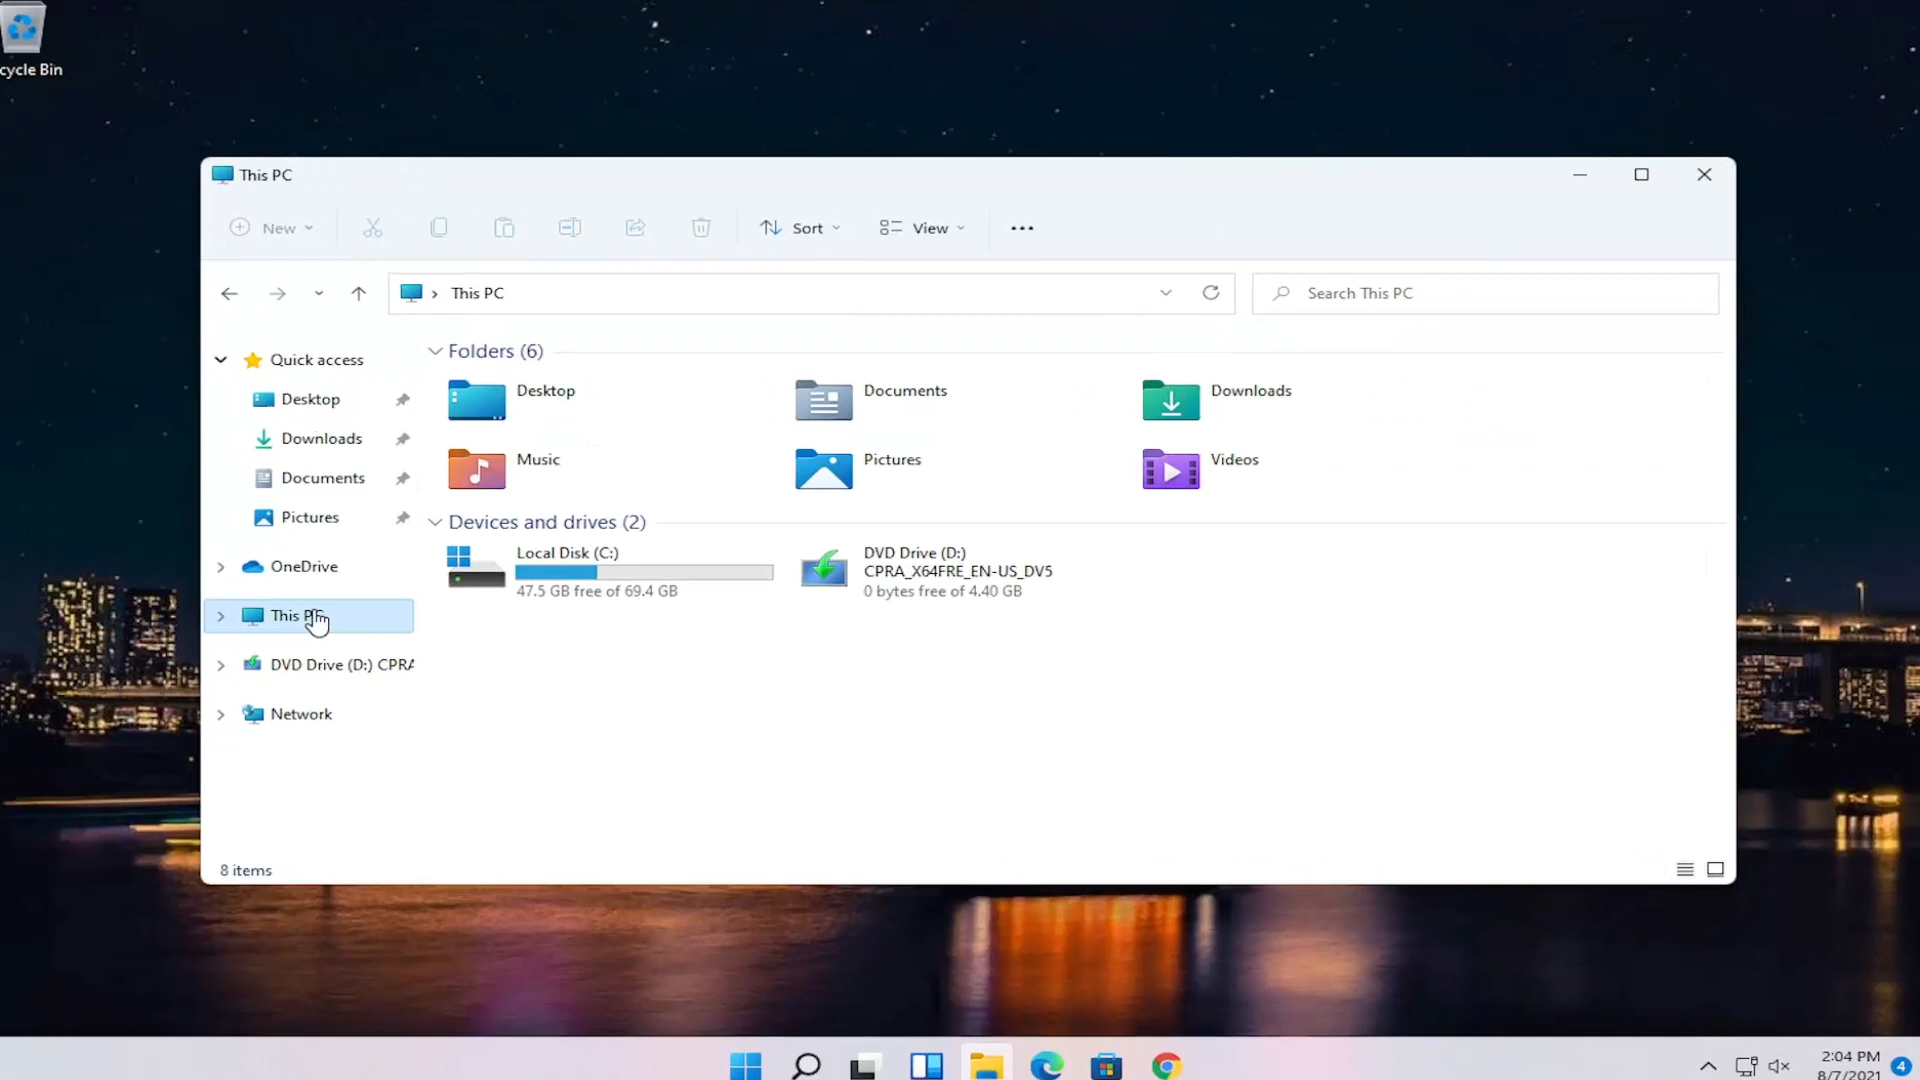 cycle Bin
This PC
New
Sort
View
This PC
Search This PC
Quick access
Desktop
Downloads
Documents
Pictures
OneDrive
This PC
DVD Drive (D:) CPRA
Network
Folders (6)
Desktop
Documents
Downloads
Music
Pictures
Videos
Devices and drives (2)
Local Disk (C:)
47.5 GB free of 69.4 GB
DVD Drive (D:)
CPRA_X64FRE_EN-US_DV5
0 bytes free of 4.40 GB
8 items
2:04 PM
8/7/2021
4